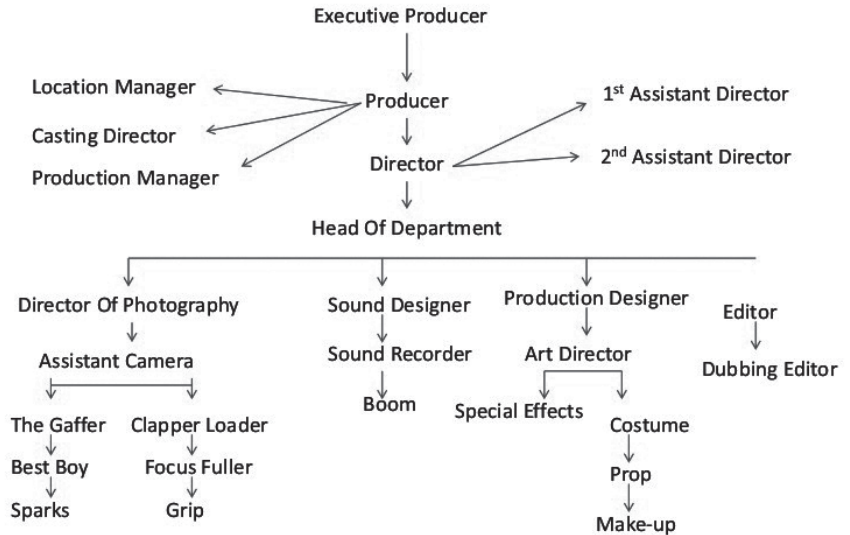 Executive Producer
Location Manager
Producer
1st Assistant Director
Casting Director
Director
2nd Assistant Director
Production Manager
Head Of Department
Director Of Photography
Sound Designer
Production Designer
Editor
Assistant Camera
Sound Recorder
Art Director
Dubbing Editor
Boom
Special Effects
The Gaffer
Clapper Loader
Costume
Best Boy
Focus Fuller
Prop
Sparks
Grip
Make-up